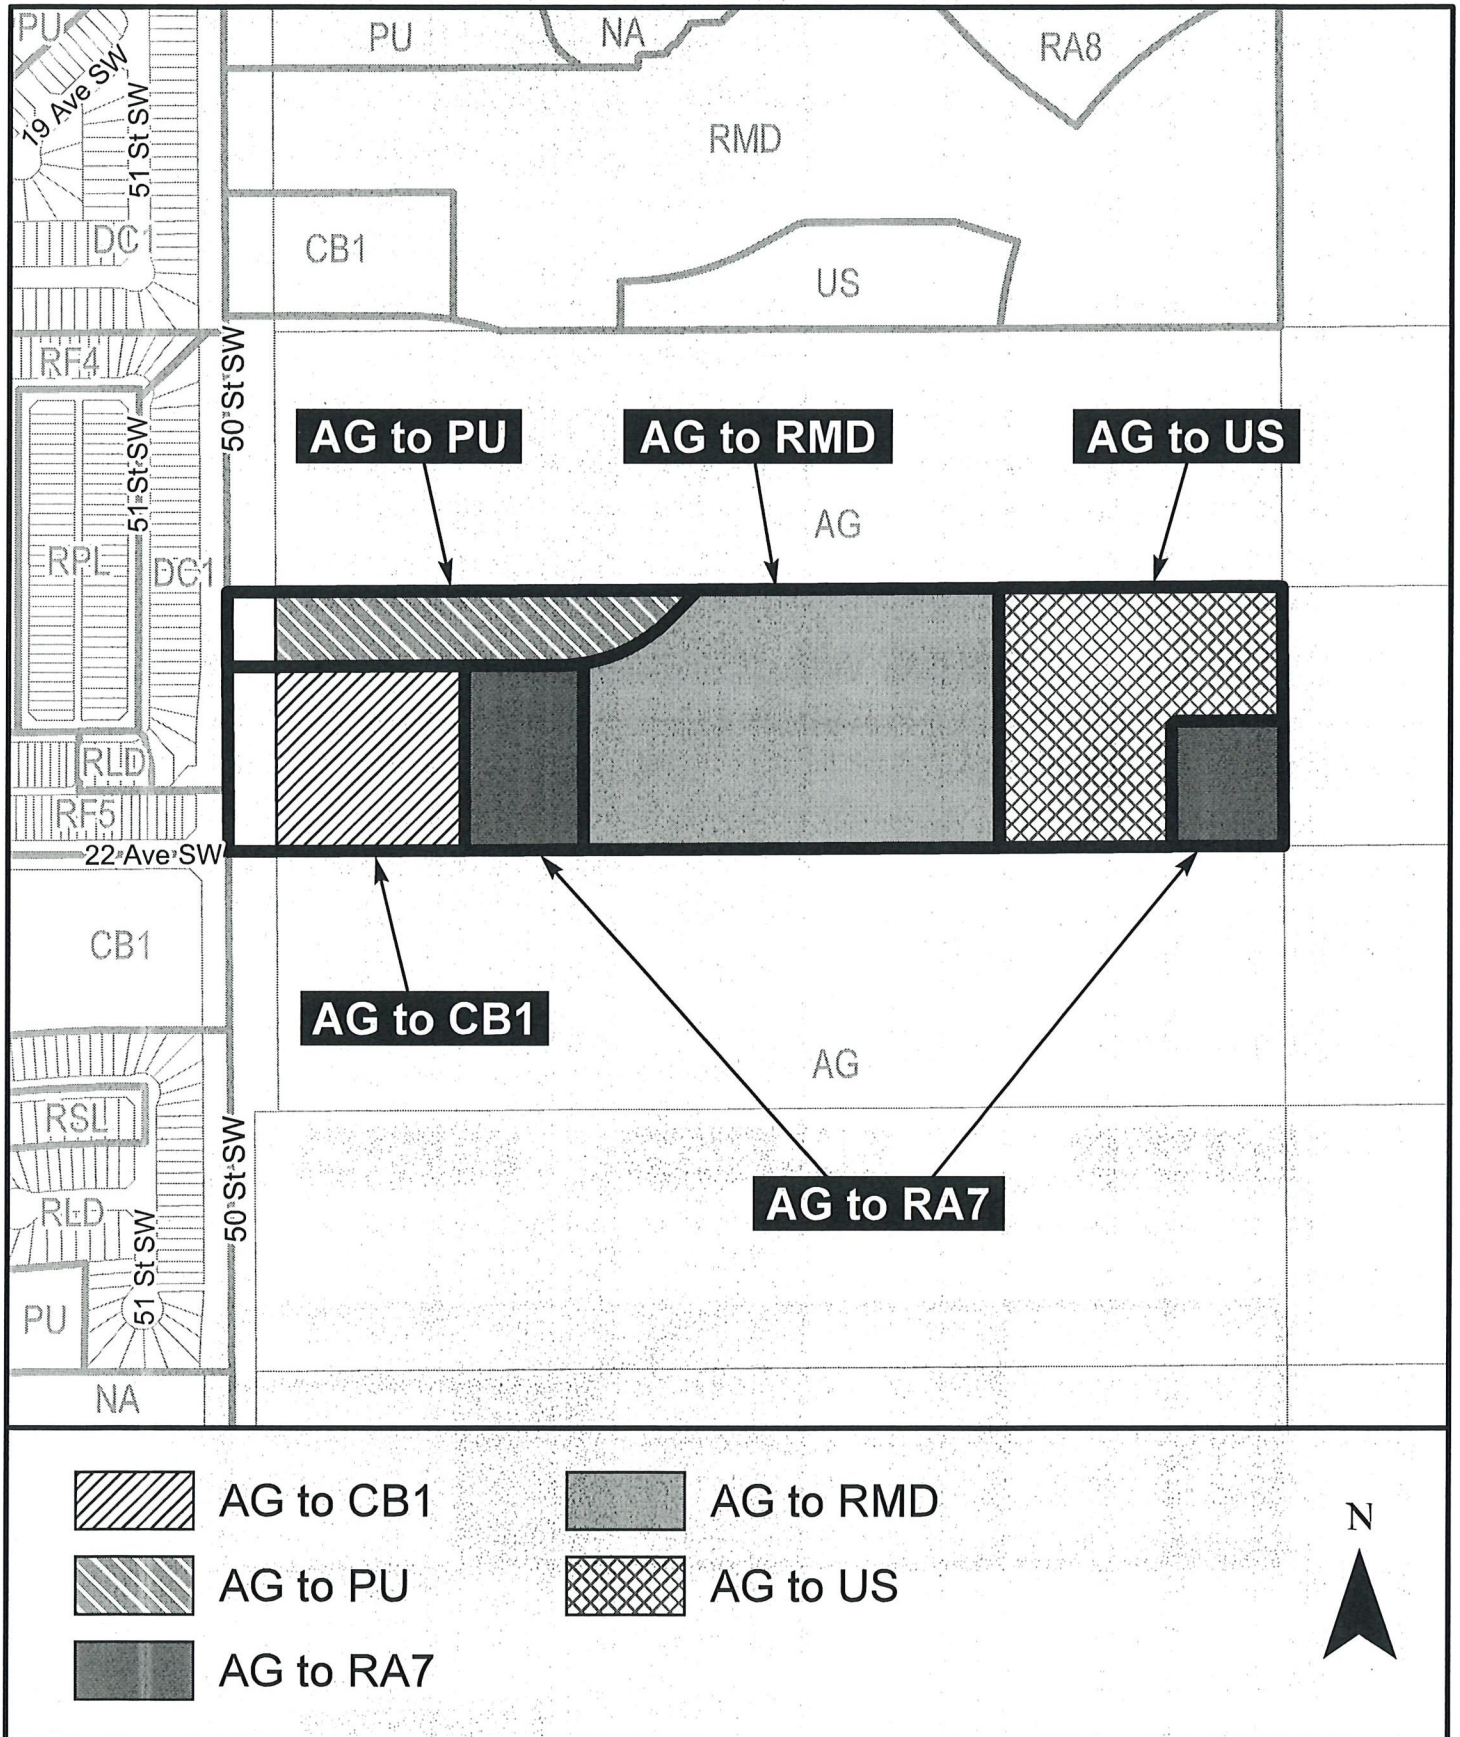 PU
PU
NA
RA8
19 Ave SW
51 St SW
RMD
DC1
CB1
US
RF4
50 St SW
AG to PU
AG to RMD
AG to US
51 St SW
AG
RPL
DC1
RLD
RF5
22 Ave SW
CB1
AG to CB1
AG
RSL
50 St SW
AG to RA7
RLD
51 St SW
PU
NA
AG to CB1
AG to RMD
AG to PU
AG to US
AG to RA7
N